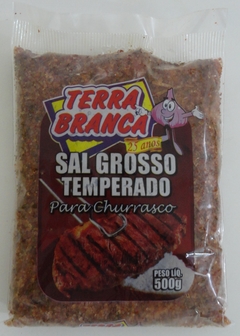 TERRA
BRANCA
25 anos
SAL GROSSO
TEMPERADO
Para Churrasco
PESO LÍQ.
500g